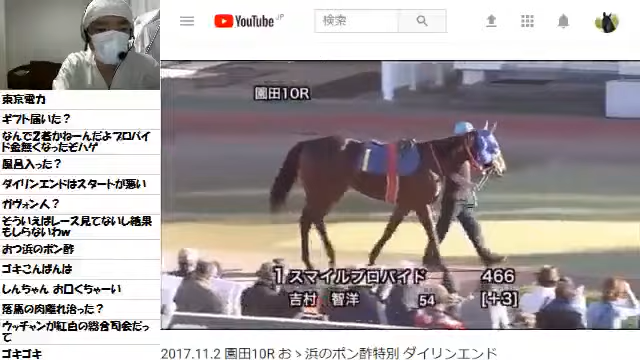 東京電力
ギフト届いた？
なんで2着かねーんだよプロバイ
ド金無くなったぞハゲ
風呂入った？
ダイリンエンドはスタートが悪い
ガヴォン人？
そういえばレース見てないし結果
もしらないわw
おつ浜のポン酢
ゴキこんばんは
しんちゃん お口くちゃーい
落馬の肉離れ治った？
ウッチャンが紅白の総合司会だっ
て
ゴキゴキ
YouTube JP
検索
園田10R
1 スマイルプロバイド 466
吉村 智洋 54 [+3]
2017.11.2 園田10R おゝ浜のポン酢特別 ダイリンエンド